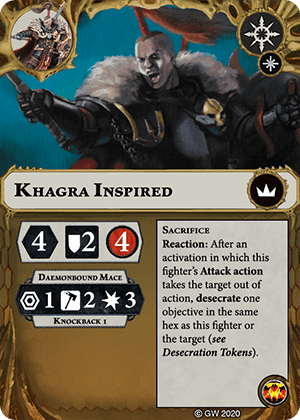 Khagra Inspired
4 2 4
Daemonbound Mace
1 2 3
Knockback 1
Sacrifice
Reaction: After an
activation in which this
fighter's Attack action
takes the target out of
action, desecrate one
objective in the same
hex as this fighter or
the target (see
Desecration Tokens).
© GW 2020